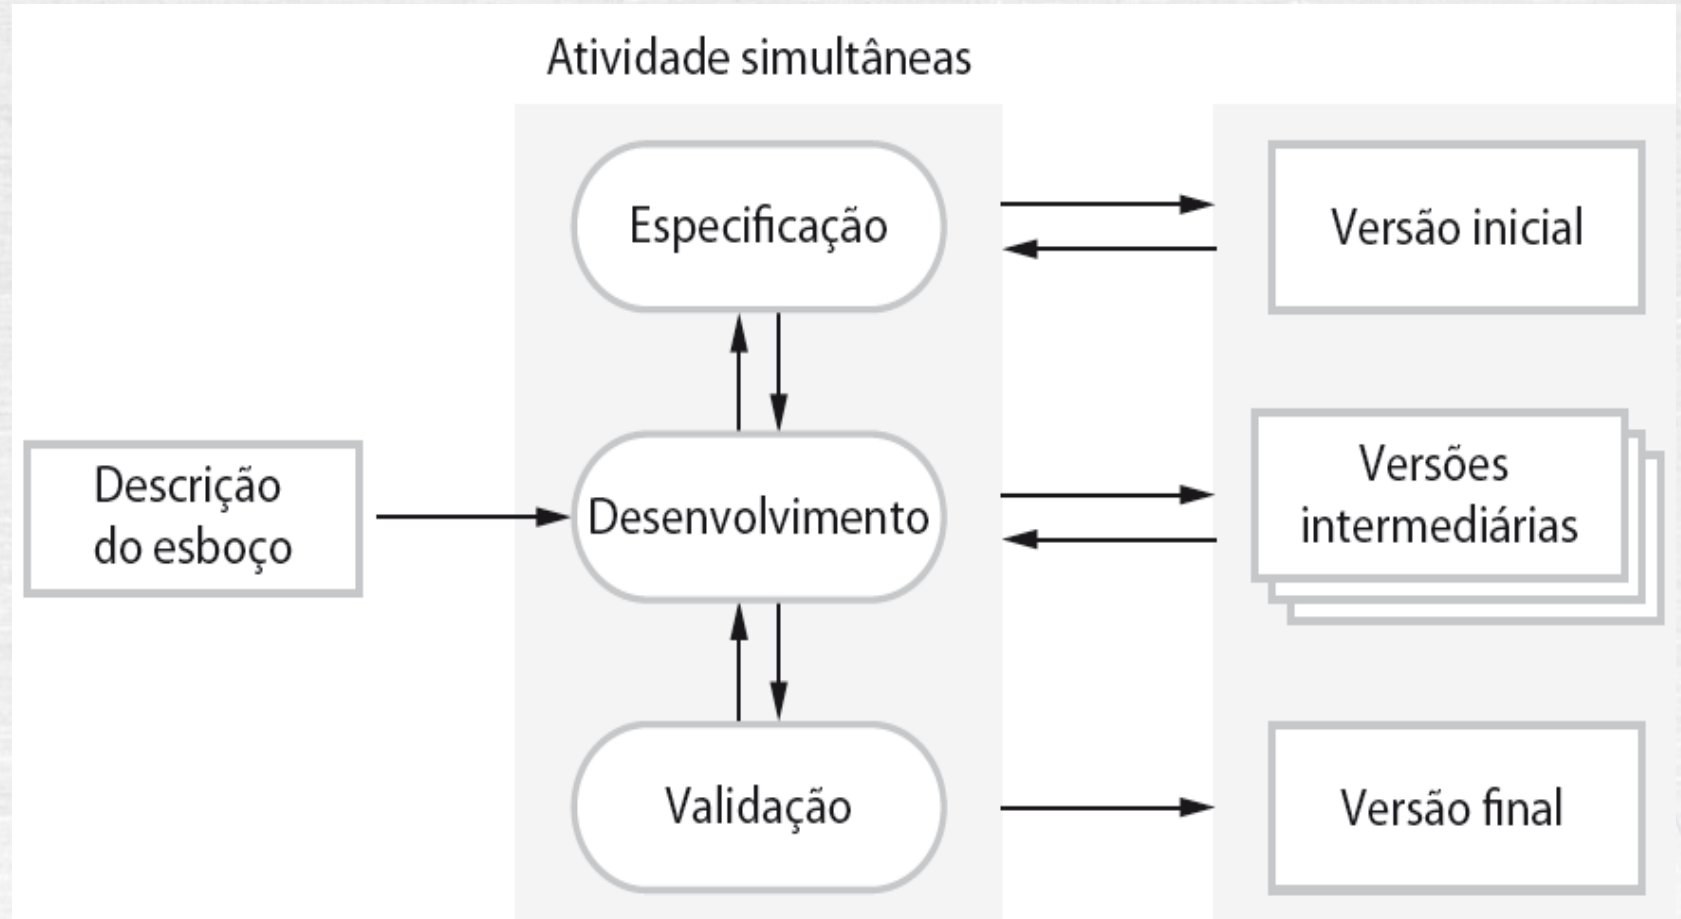 Atividade simultâneas
Especificação
Versão inicial
Descrição
do esboço
Desenvolvimento
Versões
intermediárias
Validação
Versão final